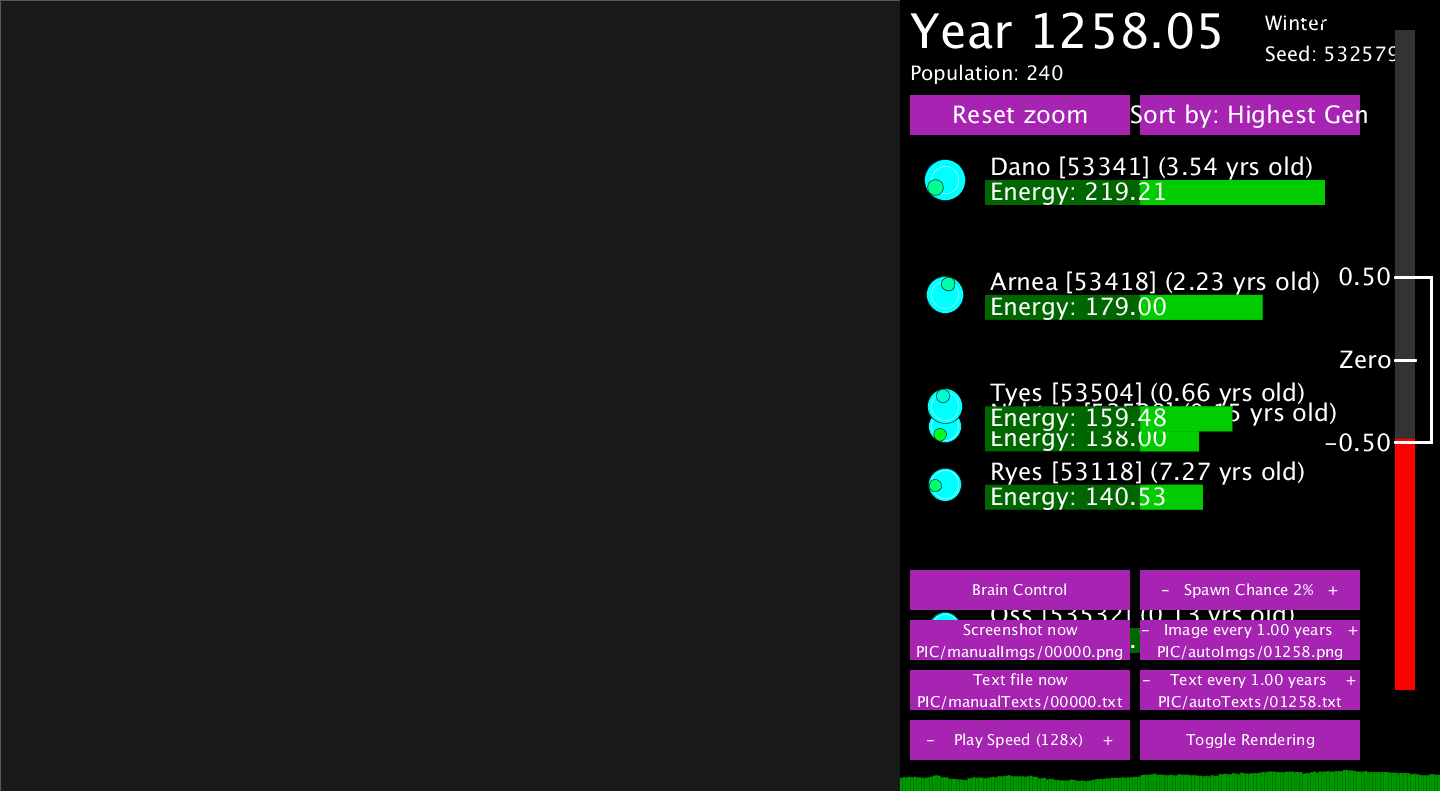 Year 1258.05
Winter
Seed: 532579
Population: 240
Reset zoom
Sort by: Highest Gen
Dano [53341] (3.54 yrs old)
Energy: 219.21
Arnea [53418] (2.23 yrs old)
Energy: 179.00
0.50
Zero
Tyes [53504] (0.66 yrs old)
yrs old)
Energy: 159.48
Energy: 138.00
-0.50
Ryes [53118] (7.27 yrs old)
Energy: 140.53
Brain Control
- Spawn Chance 2% +
Oss [53532] (0.13 yrs old)
Screenshot now
PIC/manualImgs/00000.png
- Image every 1.00 years +
PIC/autoImgs/01258.png
Text file now
PIC/manualTexts/00000.txt
- Text every 1.00 years +
PIC/autoTexts/01258.txt
- Play Speed (128x) +
Toggle Rendering